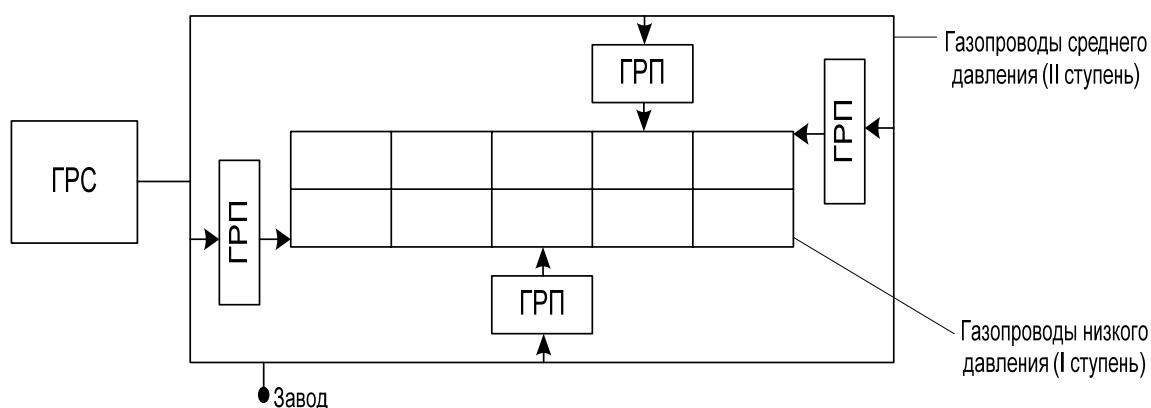 Газопроводы среднего
давления (II ступень)
ГРП
ГРП
ГРС
ГРП
ГРП
Газопроводы низкого
давления (I ступень)
Завод